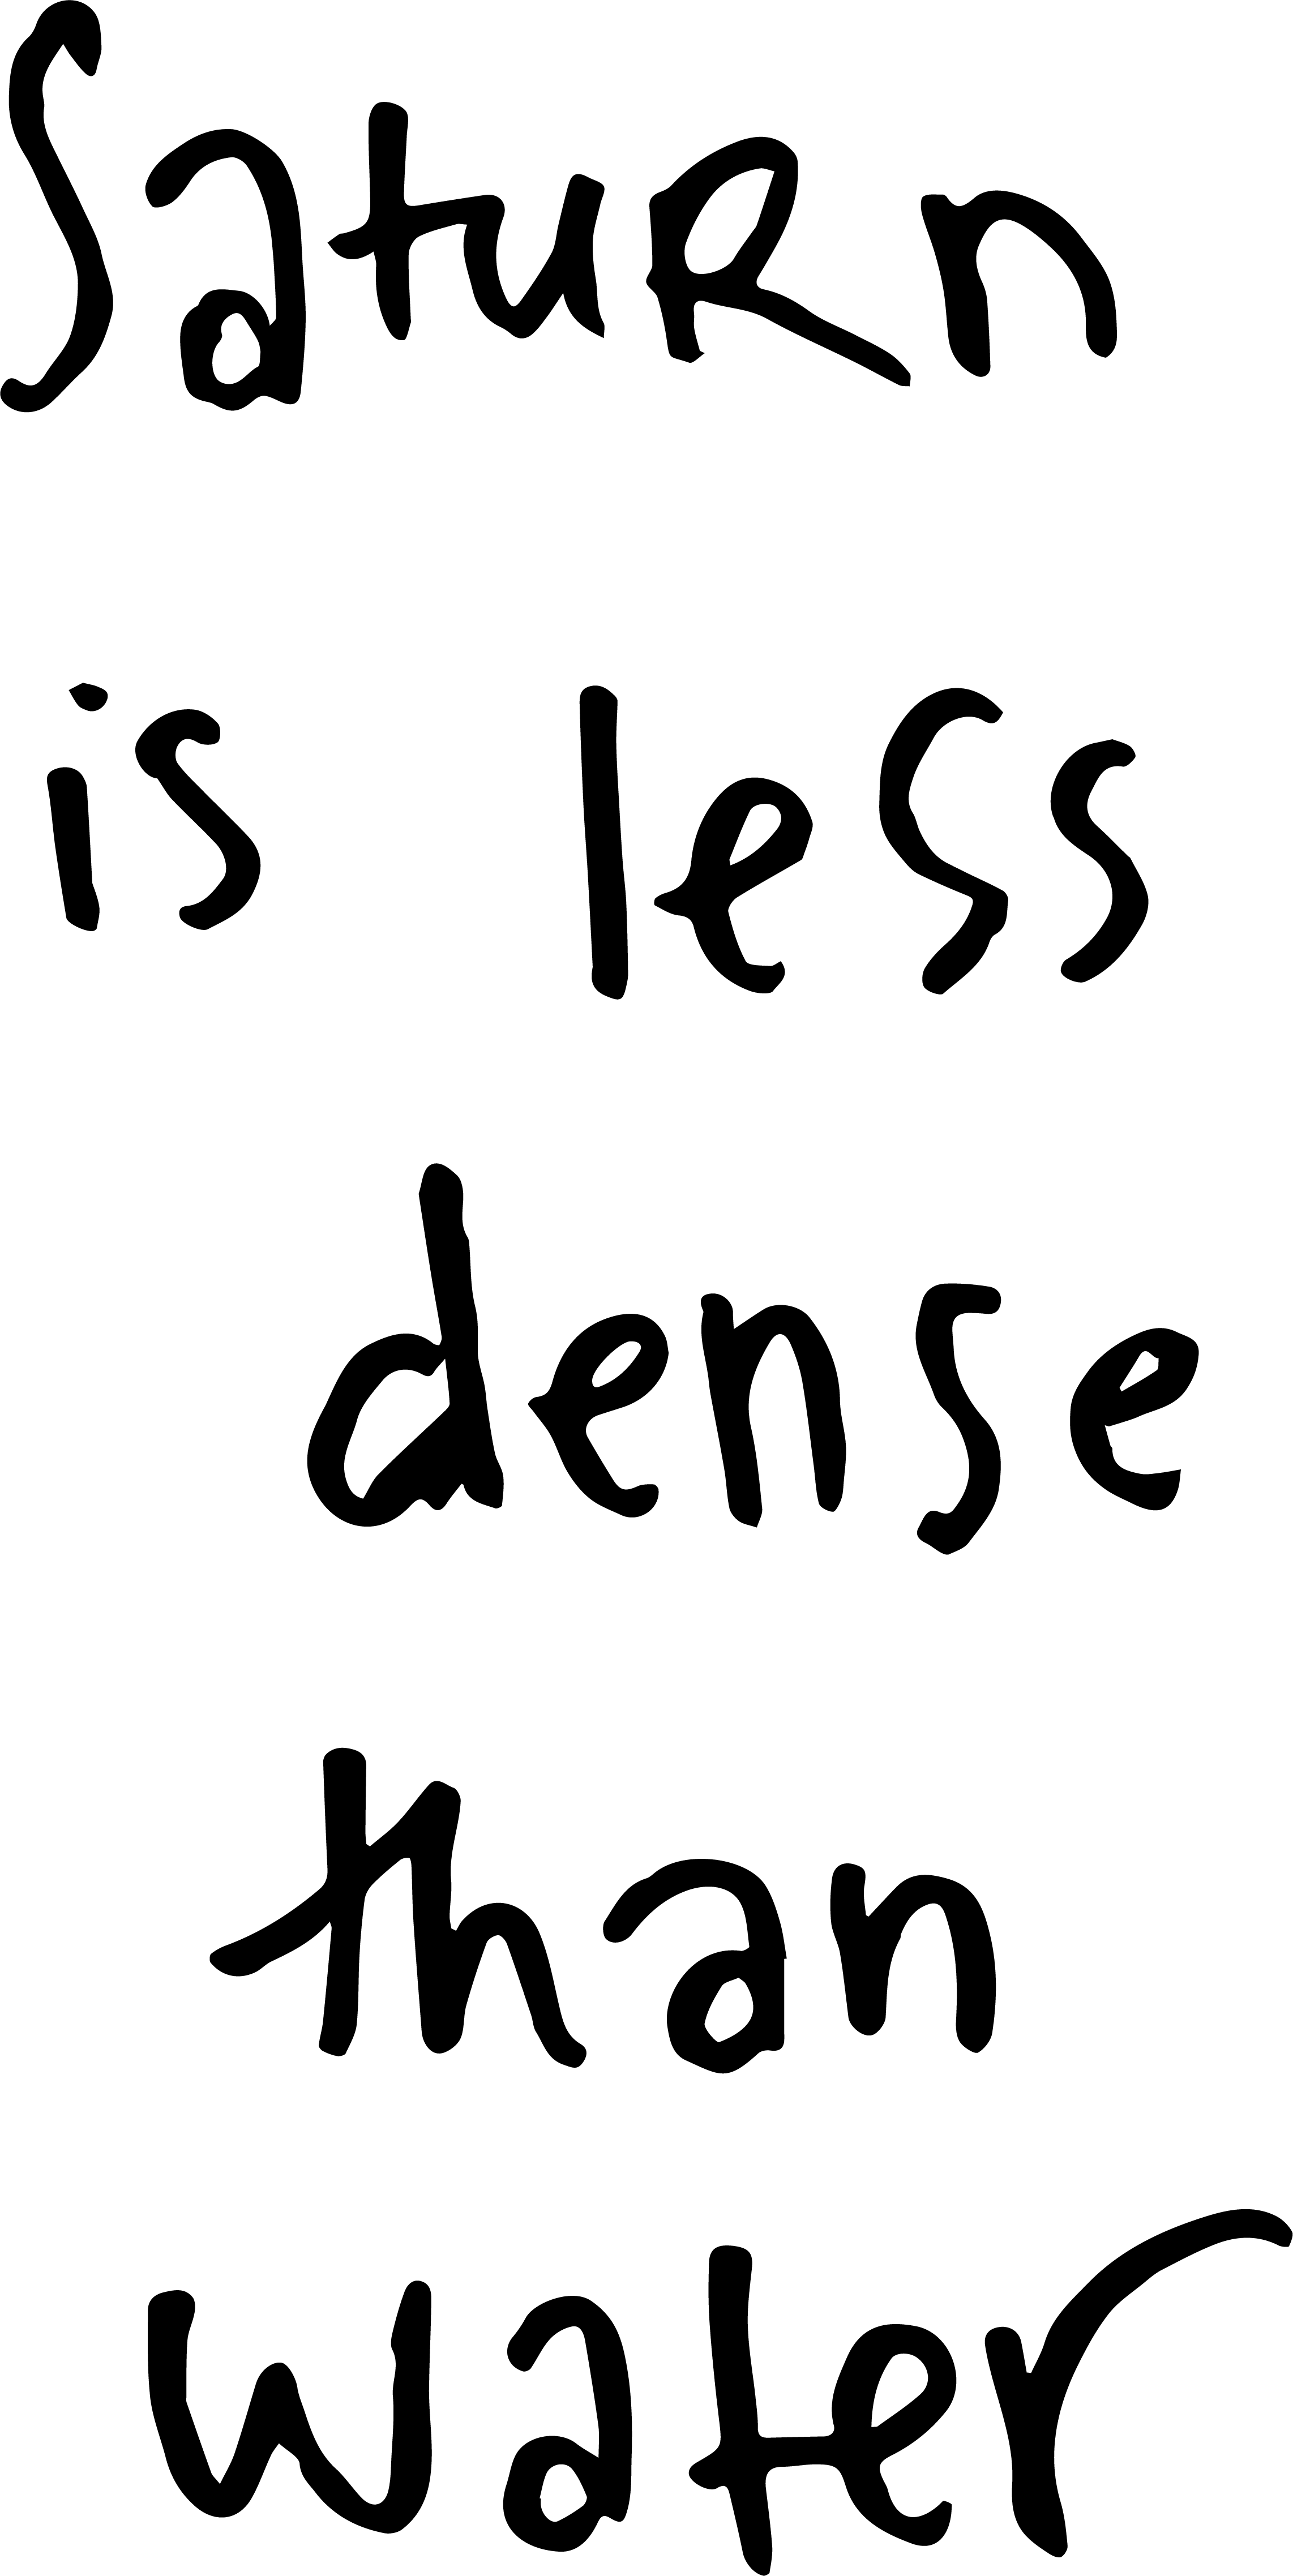 Saturn
is less
dense
than
water